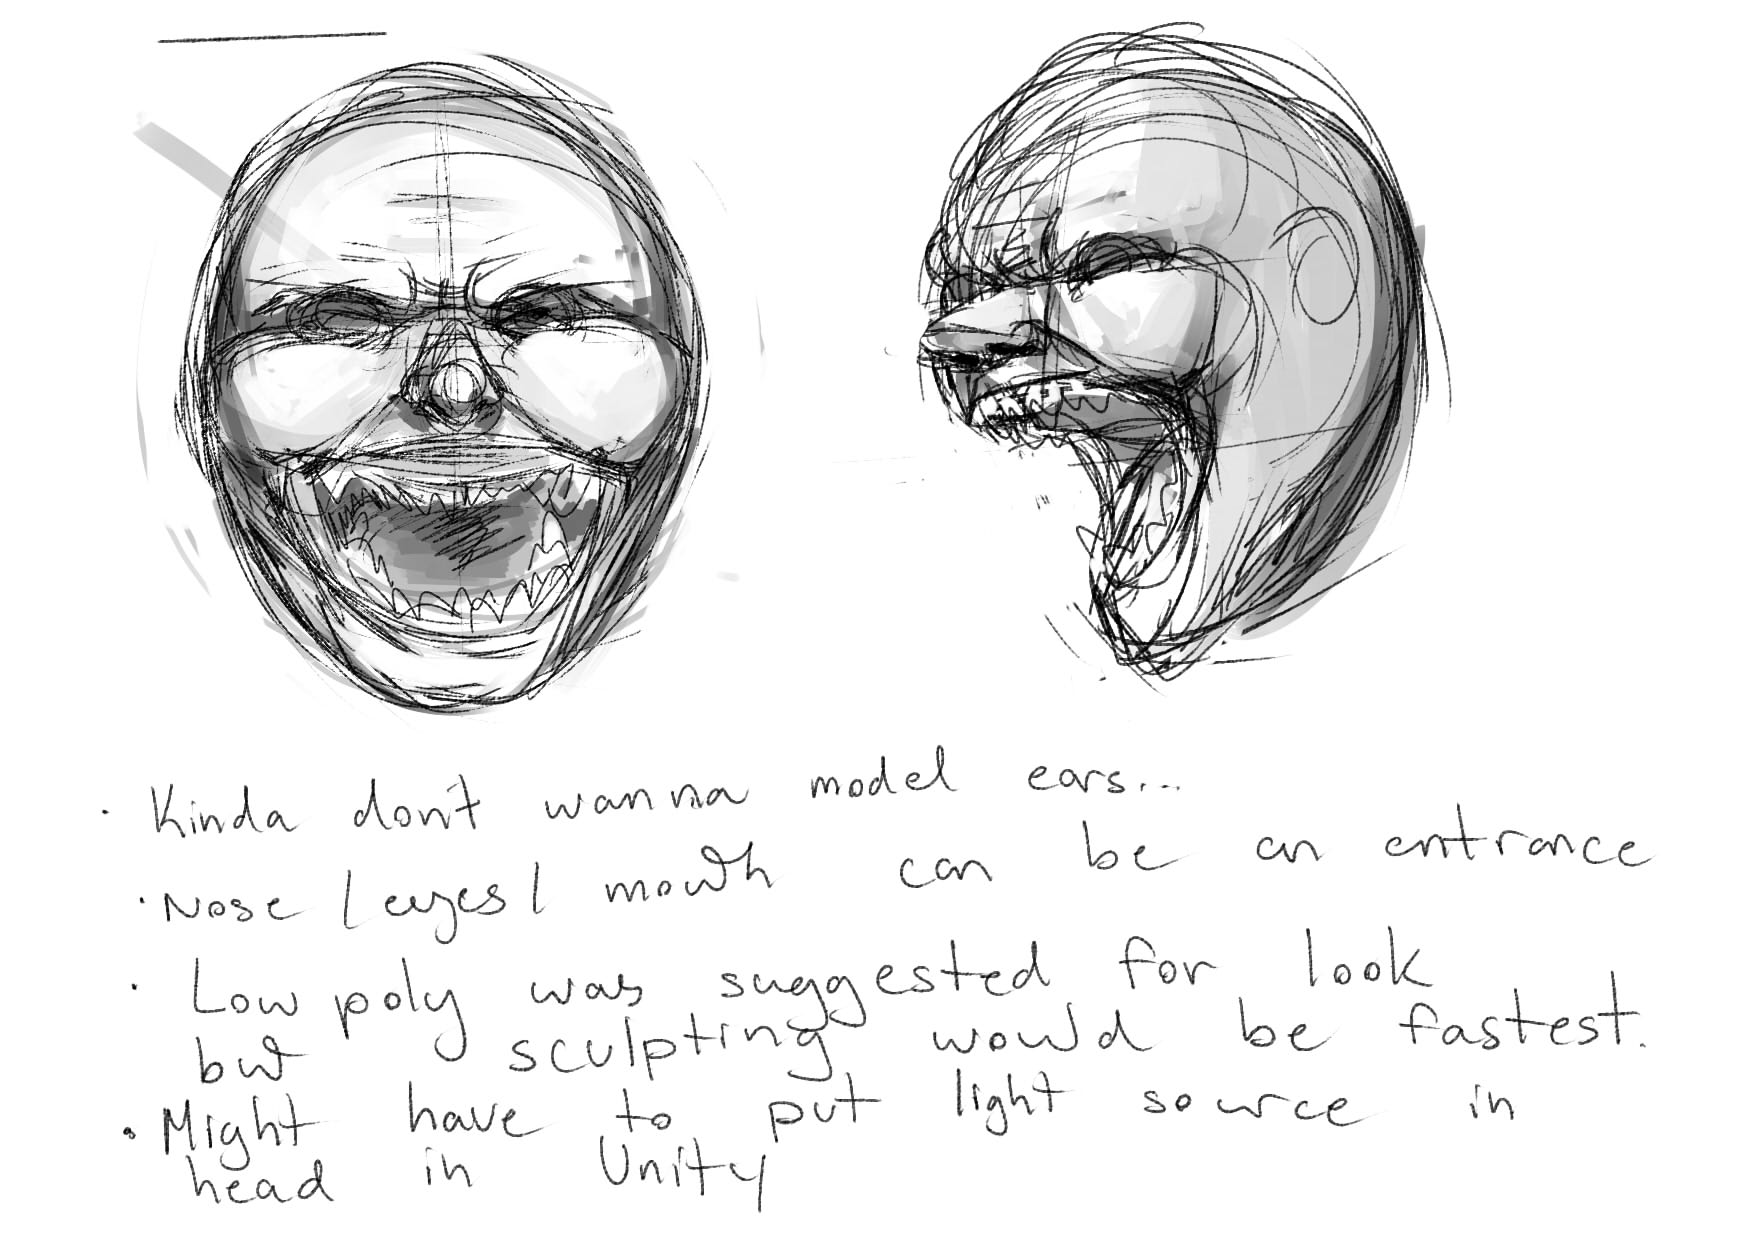 · Kinda don't wanna model ears...
· Nose / eyes / mouth can be an entrance
· Low poly was suggested for look
but sculpting would be fastest.
· Might have to put light source in
head in Unity